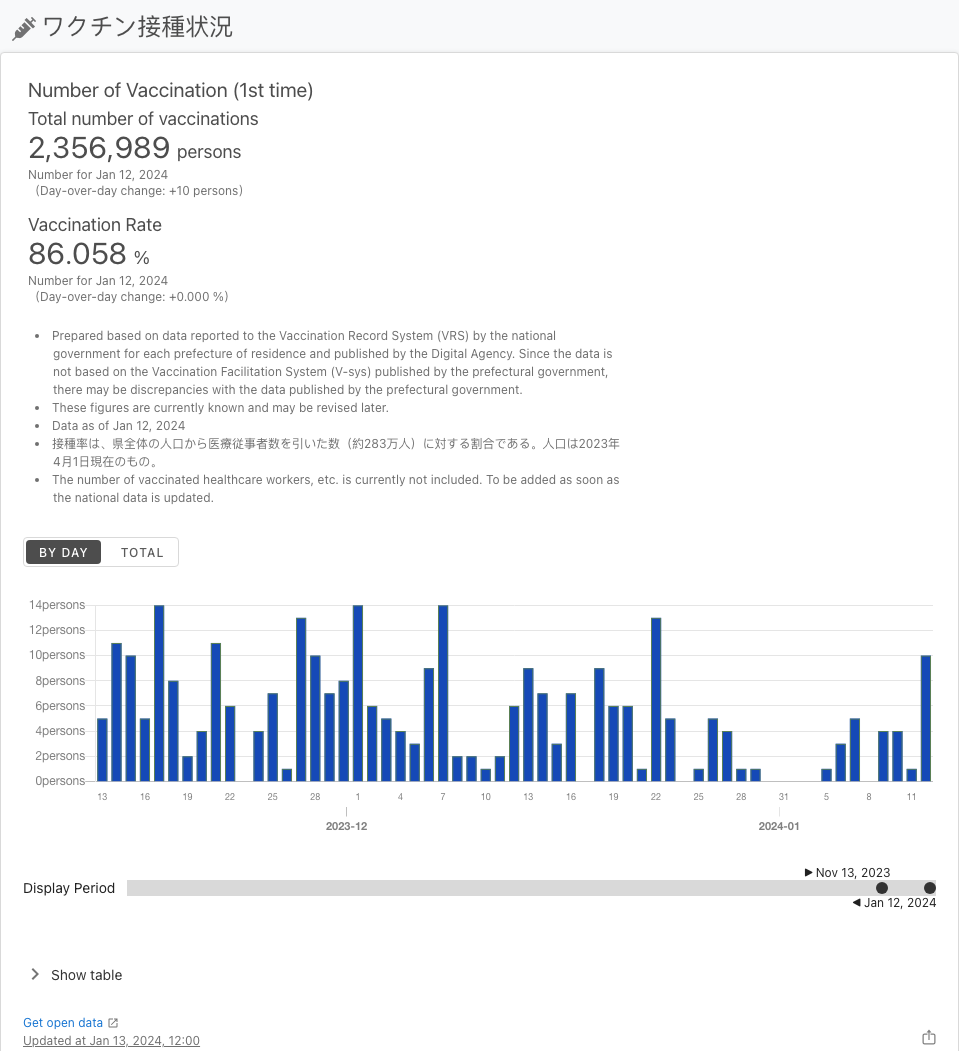 ワクチン接種状況
Number of Vaccination (1st time)
Total number of vaccinations
2,356,989 persons
Number for Jan 12, 2024
(Day-over-day change: +10 persons)
Vaccination Rate
86.058 %
Number for Jan 12, 2024
(Day-over-day change: +0.000 %)
• Prepared based on data reported to the Vaccination Record System (VRS) by the national
government for each prefecture of residence and published by the Digital Agency. Since the data is
not based on the Vaccination Facilitation System (V-sys) published by the prefectural government,
there may be discrepancies with the data published by the prefectural government.
• These figures are currently known and may be revised later.
• Data as of Jan 12, 2024
• 接種率は、県全体の人口から医療従事者数を引いた数（約283万人）に対する割合である。人口は2023年
4月1日現在のもの。
• The number of vaccinated healthcare workers, etc. is currently not included. To be added as soon as
the national data is updated.
BY DAY TOTAL
14persons
12persons
10persons
8persons
6persons
4persons
2persons
0persons
13 16 19 22 25 28 1 4 7 10 13 16 19 22 25 28 31 5 8 11
2023-12 2024-01
▶ Nov 13, 2023
Display Period
◀ Jan 12, 2024
Show table
Get open data
Updated at Jan 13, 2024, 12:00